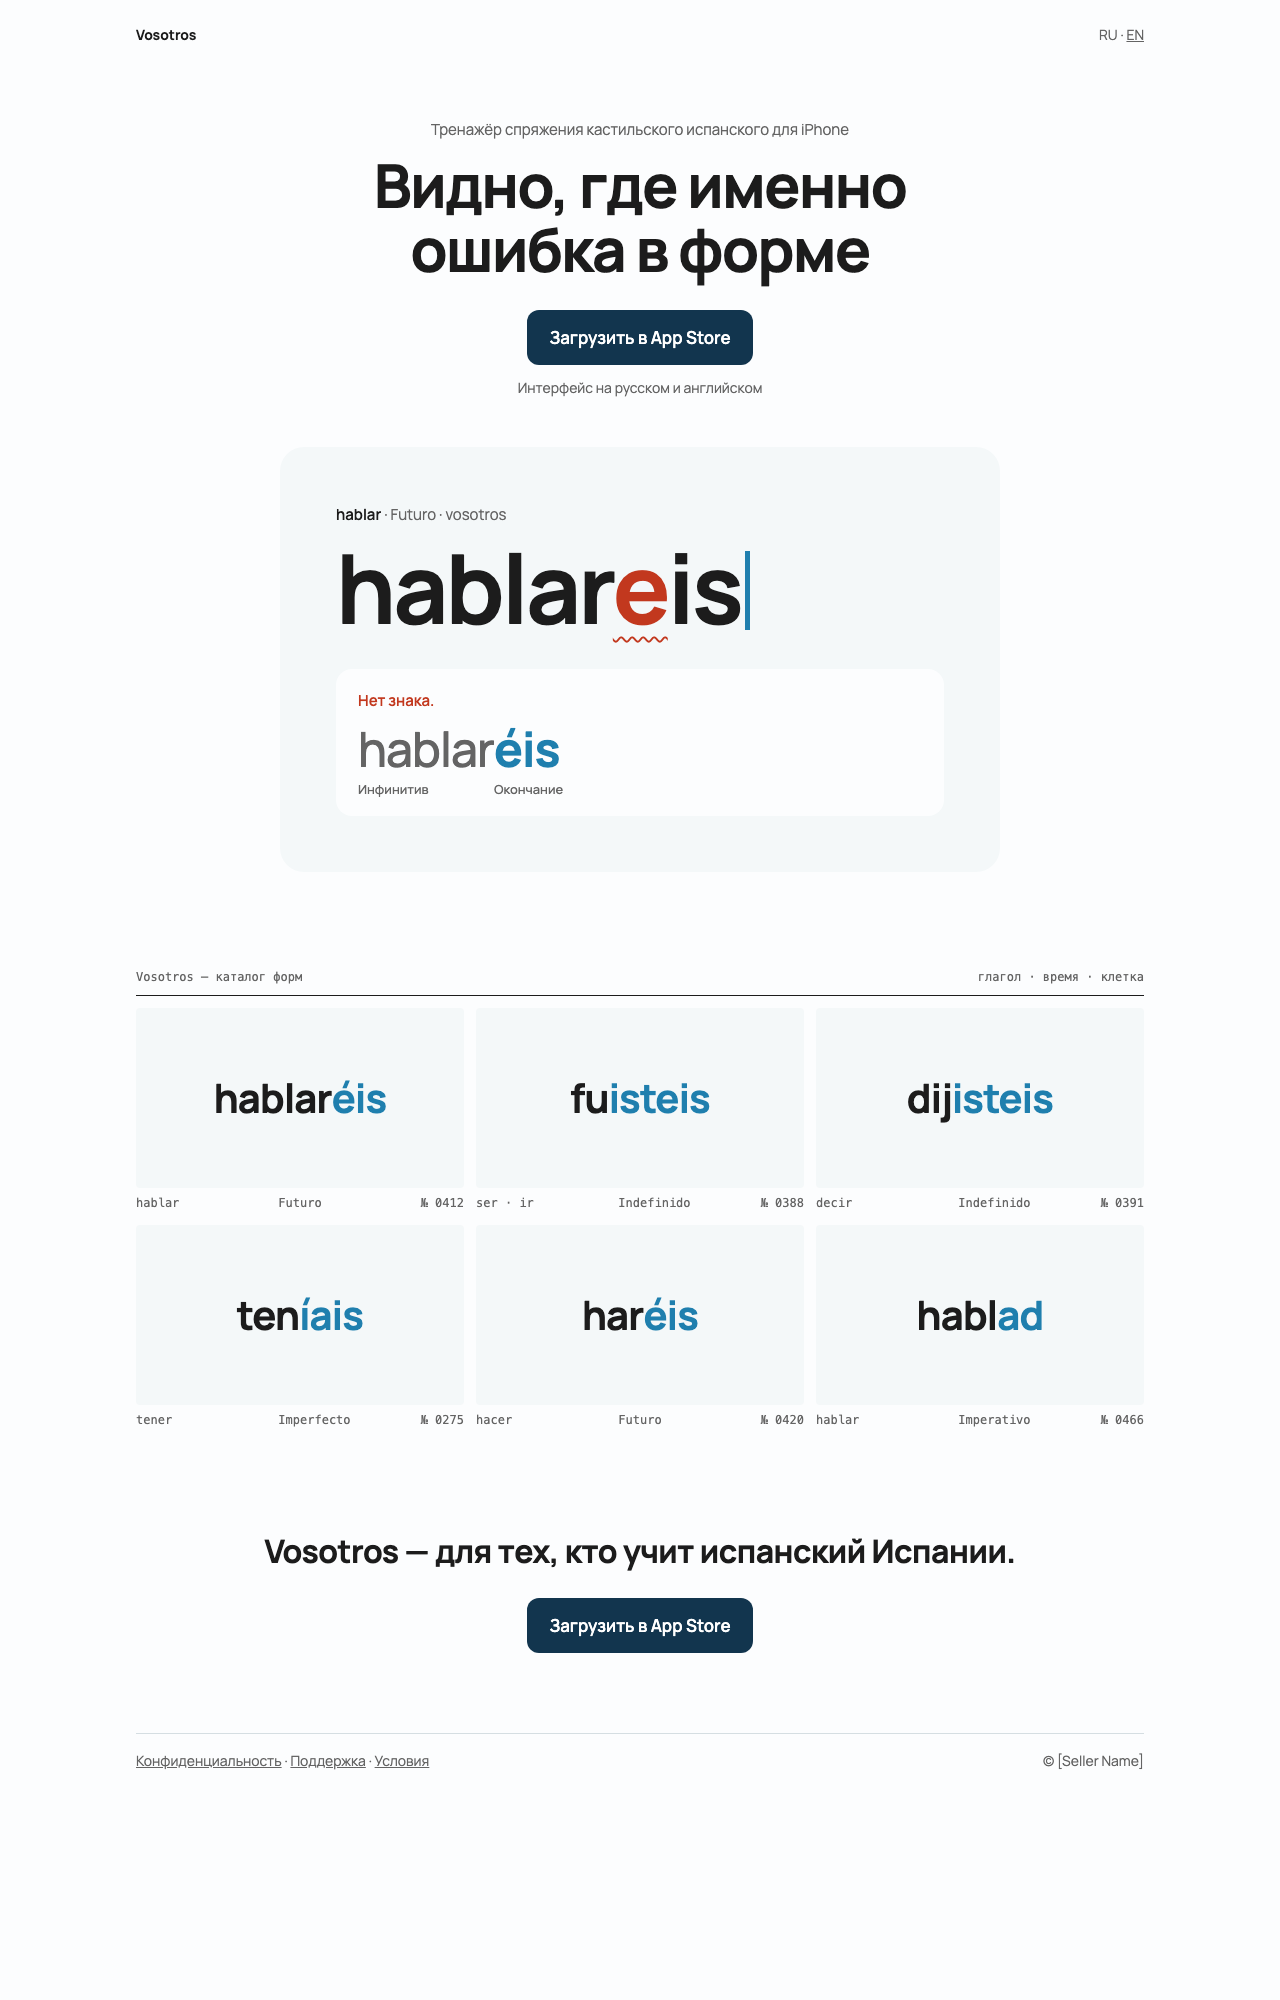 Vosotros
RU · EN
Тренажёр спряжения кастильского испанского для iPhone
Видно, где именно
ошибка в форме
Загрузить в App Store
Интерфейс на русском и английском
hablar · Futuro · vosotros
hablareis
Нет знака.
hablaréis
Инфинитив Окончание
Vosotros — каталог форм
глагол · время · клетка
hablaréis
fuisteis
dijisteis
hablar Futuro № 0412
ser · ir Indefinido № 0388
decir Indefinido № 0391
teníais
haréis
hablad
tener Imperfecto № 0275
hacer Futuro № 0420
hablar Imperativo № 0466
Vosotros — для тех, кто учит испанский Испании.
Загрузить в App Store
Конфиденциальность · Поддержка · Условия
© [Seller Name]